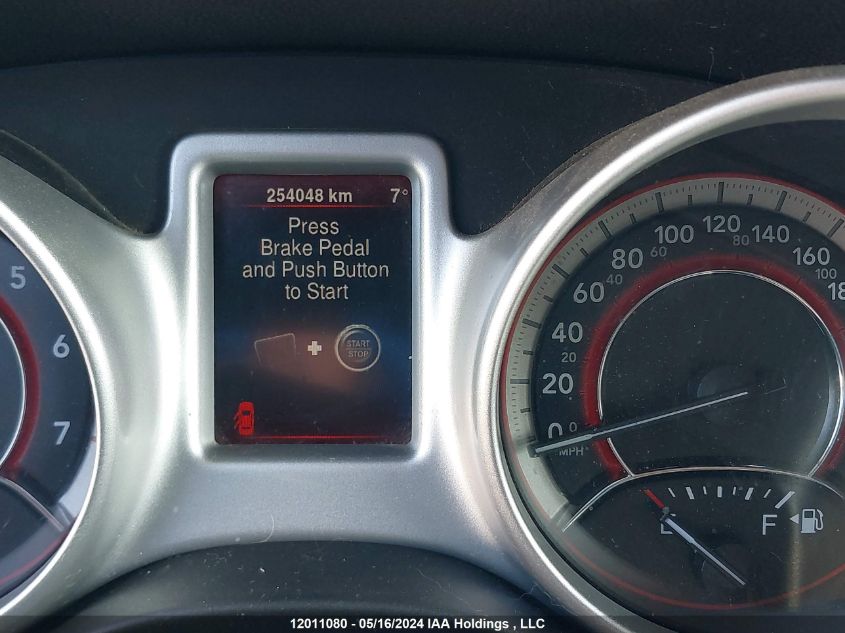 254048 km 7°
Press
Brake Pedal
and Push Button
to Start
START
STOP
5
6
7
0
20
40
60
80
100
120
140
160
18
0
20
40
60
80
100
MPH
E
F
12011080 - 05/16/2024 IAA Holdings , LLC